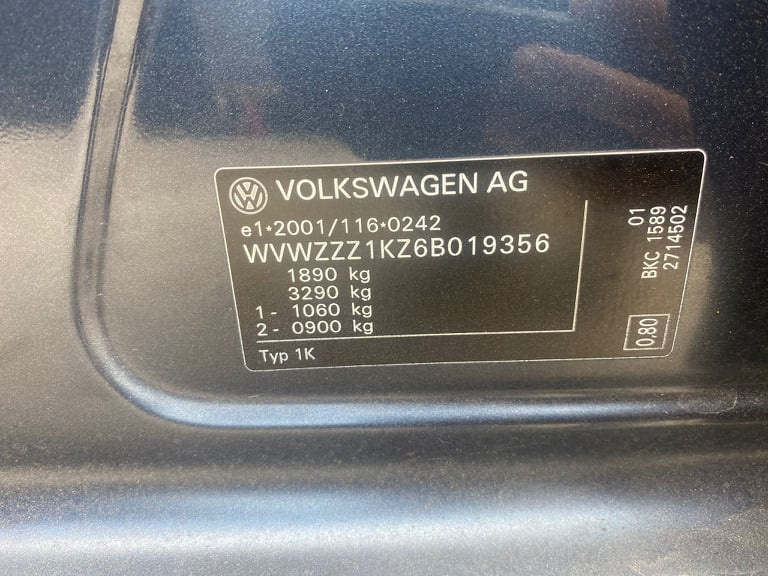 VOLKSWAGEN AG
e1*2001/116*0242
WVWZZZ1KZ6B019356
1890 kg
3290 kg
1 - 1060 kg
2 - 0900 kg
Typ 1K
01
BKC 1589
2714502
0,80